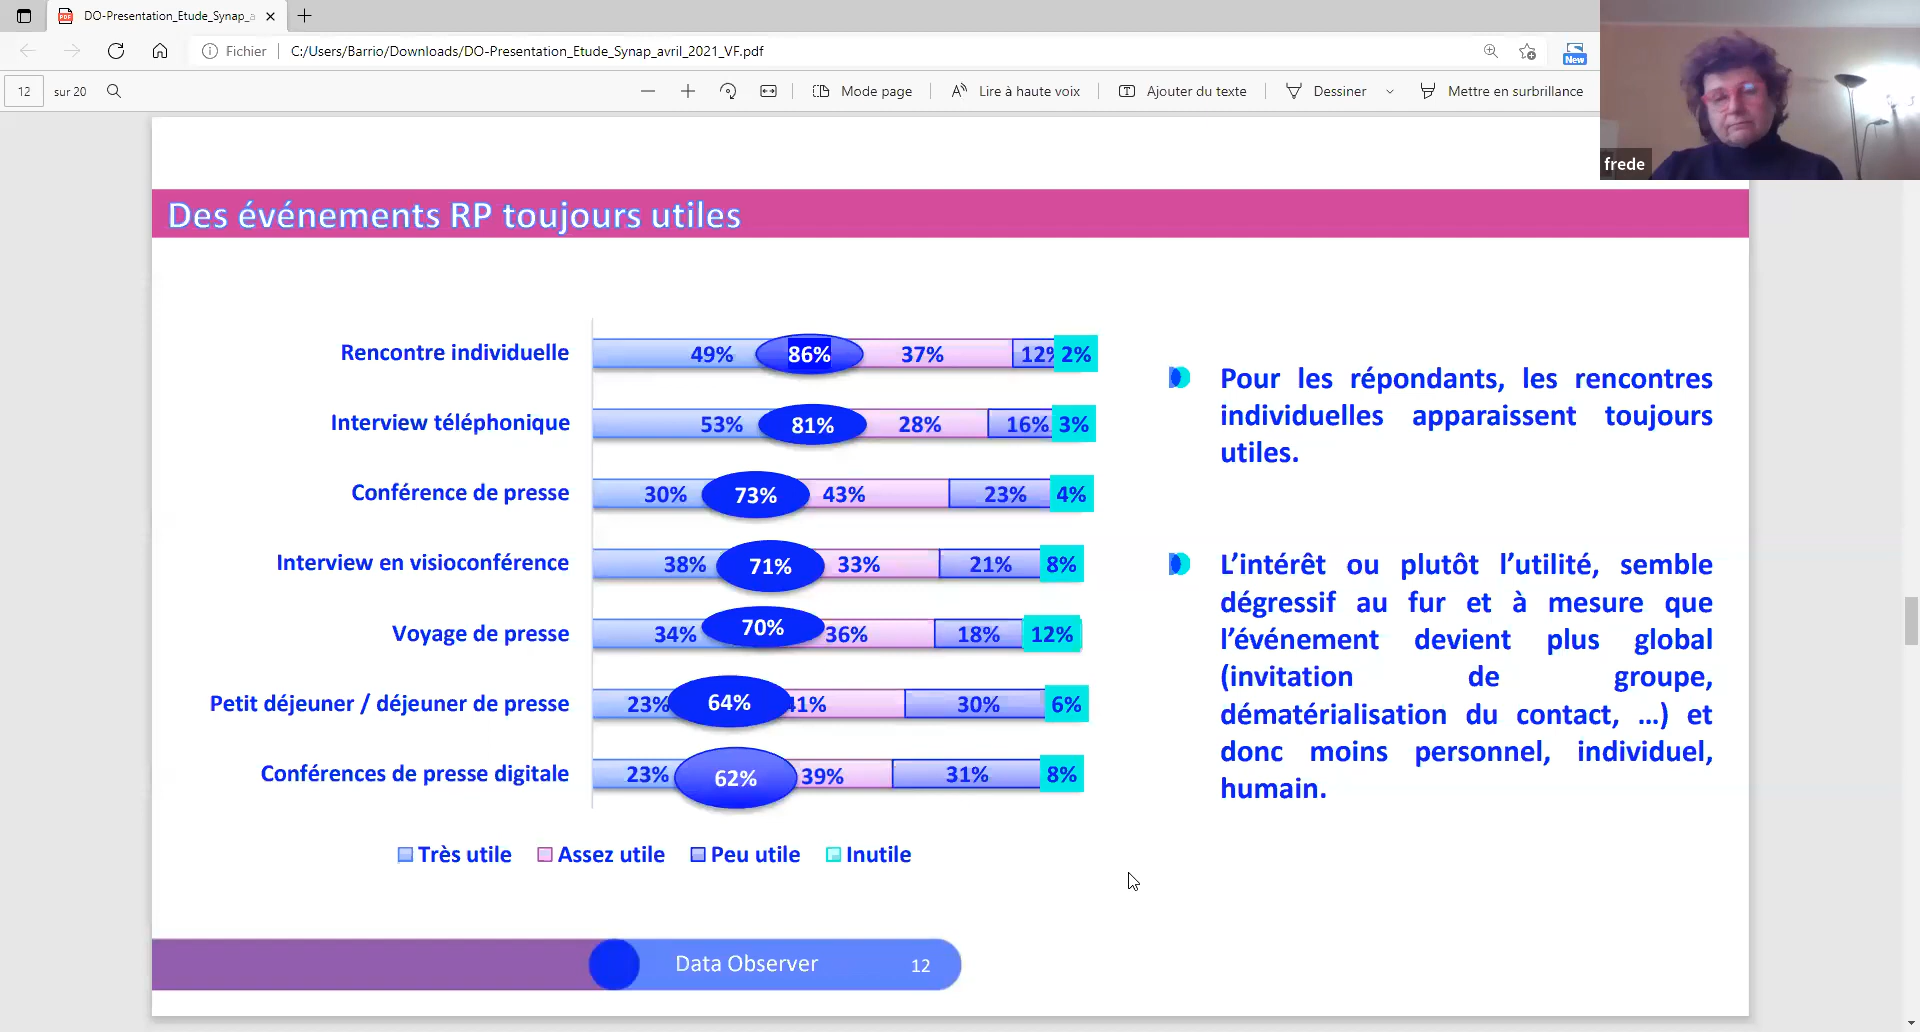 DO-Presentation_Etude_Synap_a
Fichier
C:/Users/Barrio/Downloads/DO-Presentation_Etude_Synap_avril_2021_VF.pdf
New
12 sur 20
Mode page
Lire à haute voix
Ajouter du texte
Dessiner
Mettre en surbrillance
frede
Des événements RP toujours utiles
Rencontre individuelle 49% 86% 37% 12% 2%
Interview téléphonique 53% 81% 28% 16% 3%
Conférence de presse 30% 73% 43% 23% 4%
Interview en visioconférence 38% 71% 33% 21% 8%
Voyage de presse 34% 70% 36% 18% 12%
Petit déjeuner / déjeuner de presse 23% 64% 41% 30% 6%
Conférences de presse digitale 23% 62% 39% 31% 8%
Très utile Assez utile Peu utile Inutile
Pour les répondants, les rencontres
individuelles apparaissent toujours
utiles.
L’intérêt ou plutôt l’utilité, semble
dégressif au fur et à mesure que
l’événement devient plus global
(invitation de groupe,
dématérialisation du contact, …) et
donc moins personnel, individuel,
humain.
Data Observer 12